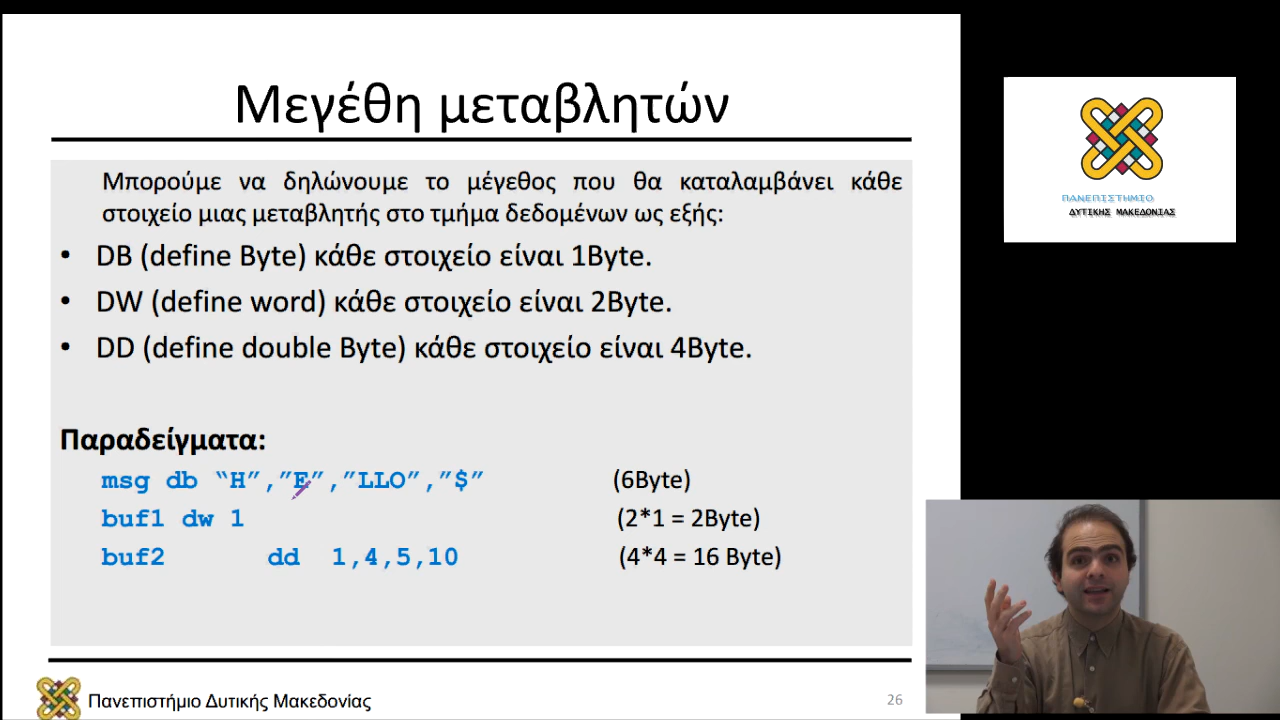 Μεγέθη μεταβλητών
Μπορούμε να δηλώνουμε το μέγεθος που θα καταλαμβάνει κάθε
στοιχείο μιας μεταβλητής στο τμήμα δεδομένων ως εξής:
• DB (define Byte) κάθε στοιχείο είναι 1Byte.
• DW (define word) κάθε στοιχείο είναι 2Byte.
• DD (define double Byte) κάθε στοιχείο είναι 4Byte.
Παραδείγματα:
msg db “H”,”E”,”LLO”,”$” (6Byte)
buf1 dw 1 (2*1 = 2Byte)
buf2 dd 1,4,5,10 (4*4 = 16 Byte)
Πανεπιστήμιο Δυτικής Μακεδονίας
26
ΠΑΝΕΠΙΣΤΗΜΙΟ
ΔΥΤΙΚΗΣ ΜΑΚΕΔΟΝΙΑΣ